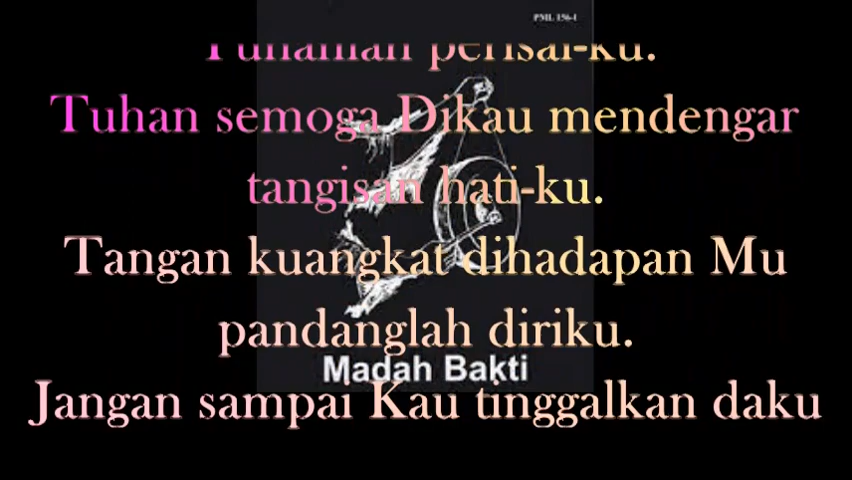 PML 156-I
Tuhanlah perisai-ku.
Tuhan semoga Dikau mendengar
tangisan hati-ku.
Tangan kuangkat dihadapan Mu
pandanglah diriku.
Madah Bakti
Jangan sampai Kau tinggalkan daku